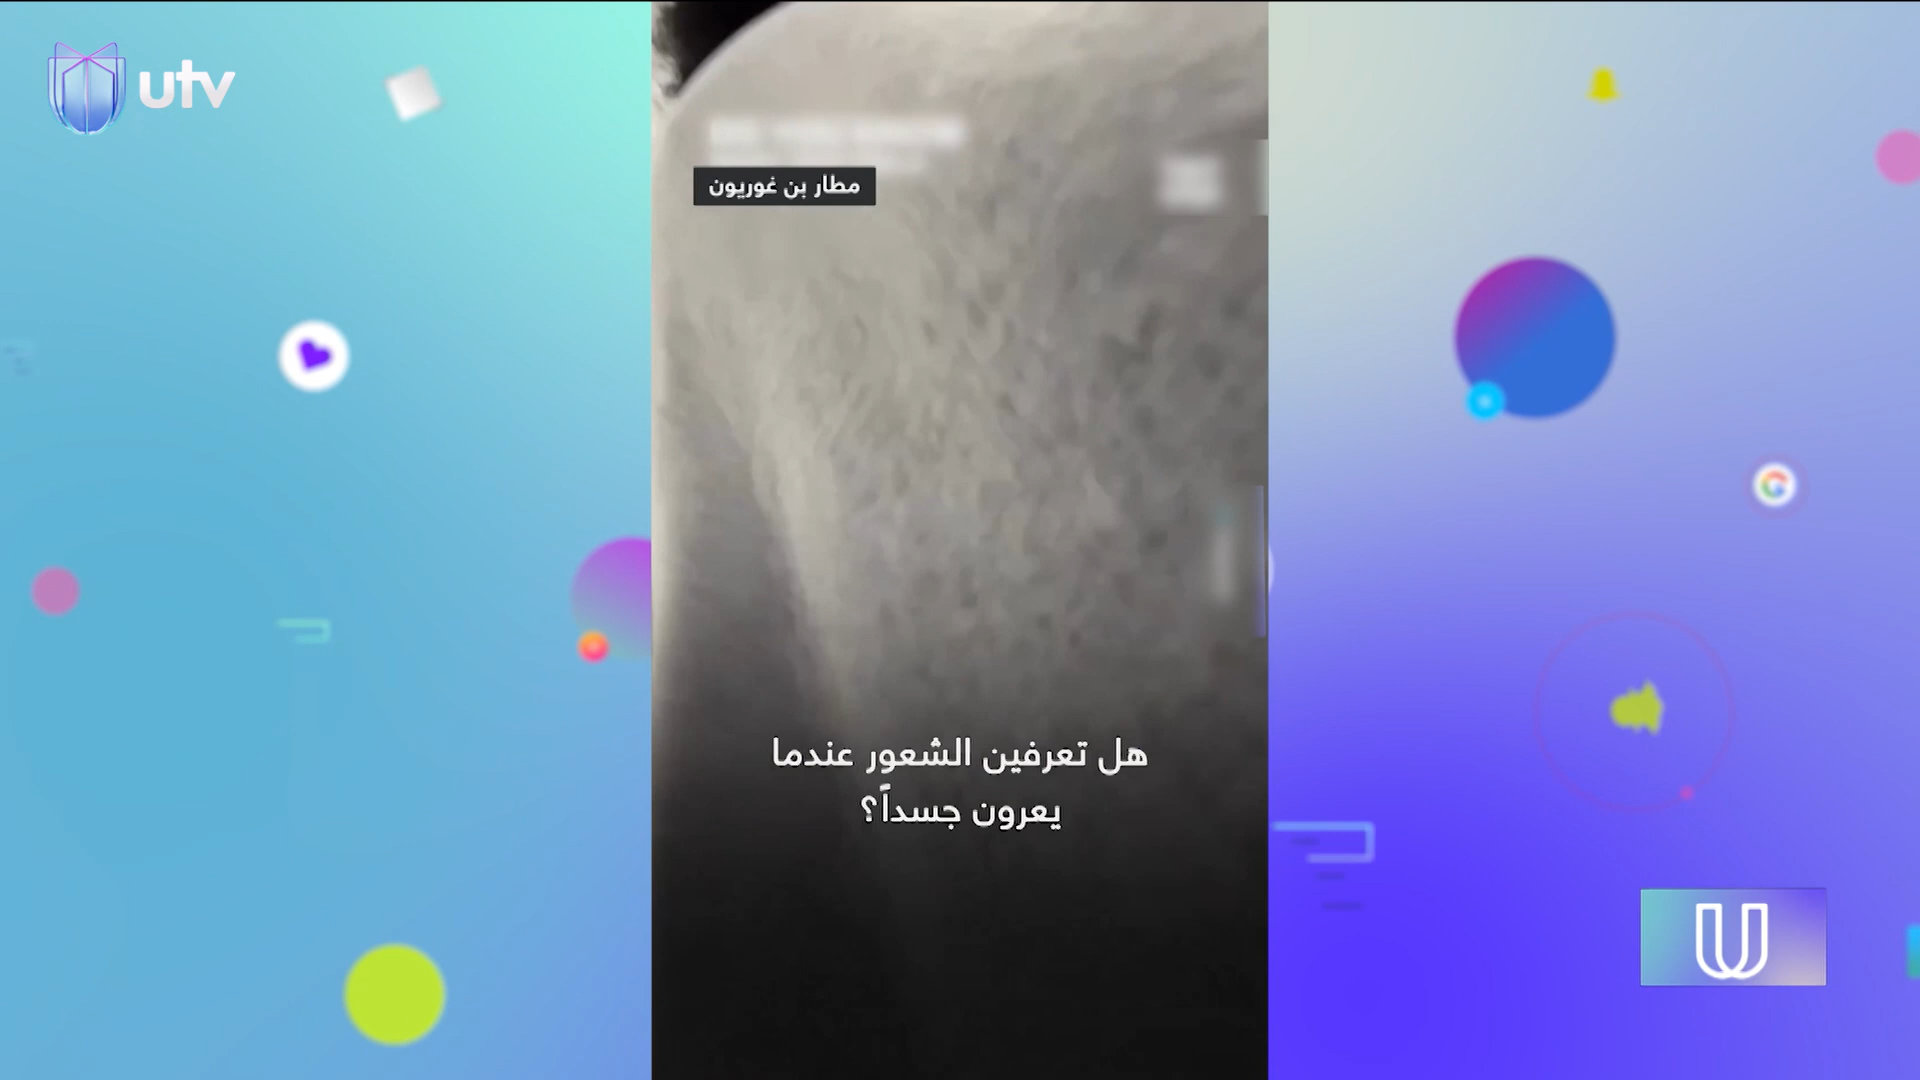 utv
مطار بن غوريون
هل تعرفين الشعور عندما
يعرون جسداً؟